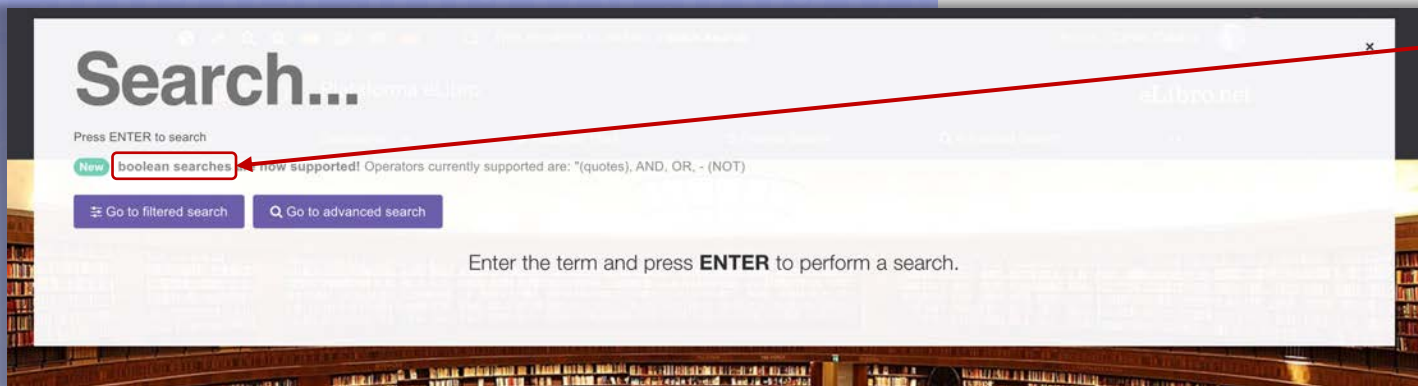 Search...
eLibro.net
Press ENTER to search
New boolean searches are now supported! Operators currently supported are: "(quotes), AND, OR, - (NOT)
Go to filtered search
Go to advanced search
Enter the term and press ENTER to perform a search.